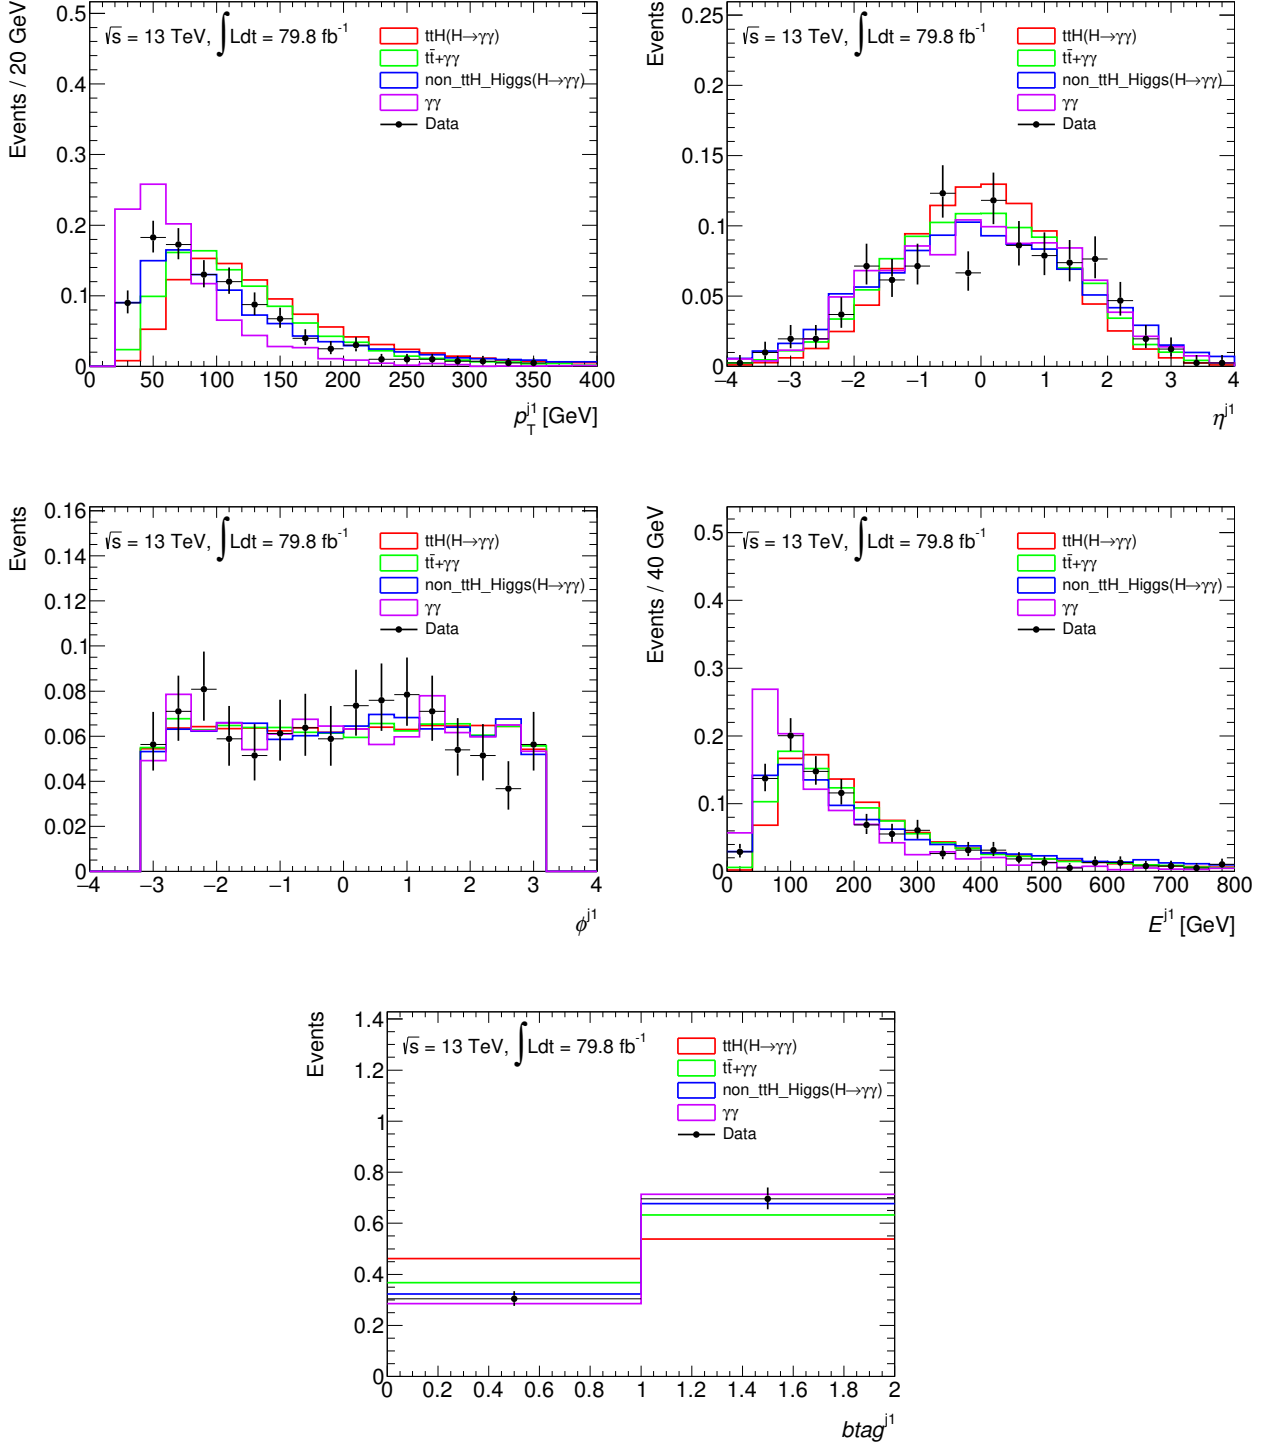 Events / 20 GeV
0.5
0.4
0.3
0.2
0.1
0
√s = 13 TeV, ∫Ldt = 79.8 fb⁻¹
ttH(H→γγ)
tt̄+γγ
non_ttH_Higgs(H→γγ)
γγ
Data
0 50 100 150 200 250 300 350 400
p_T^j1 [GeV]
Events
0.25
0.2
0.15
0.1
0.05
0
√s = 13 TeV, ∫Ldt = 79.8 fb⁻¹
ttH(H→γγ)
tt̄+γγ
non_ttH_Higgs(H→γγ)
γγ
Data
−4 −3 −2 −1 0 1 2 3 4
η^j1
Events
0.16
0.14
0.12
0.1
0.08
0.06
0.04
0.02
0
√s = 13 TeV, ∫Ldt = 79.8 fb⁻¹
ttH(H→γγ)
tt̄+γγ
non_ttH_Higgs(H→γγ)
γγ
Data
−4 −3 −2 −1 0 1 2 3 4
ϕ^j1
Events / 40 GeV
0.5
0.4
0.3
0.2
0.1
0
√s = 13 TeV, ∫Ldt = 79.8 fb⁻¹
ttH(H→γγ)
tt̄+γγ
non_ttH_Higgs(H→γγ)
γγ
Data
0 100 200 300 400 500 600 700 800
E^j1 [GeV]
Events
1.4
1.2
1
0.8
0.6
0.4
0.2
0
√s = 13 TeV, ∫Ldt = 79.8 fb⁻¹
ttH(H→γγ)
tt̄+γγ
non_ttH_Higgs(H→γγ)
γγ
Data
0 0.2 0.4 0.6 0.8 1 1.2 1.4 1.6 1.8 2
btag^j1